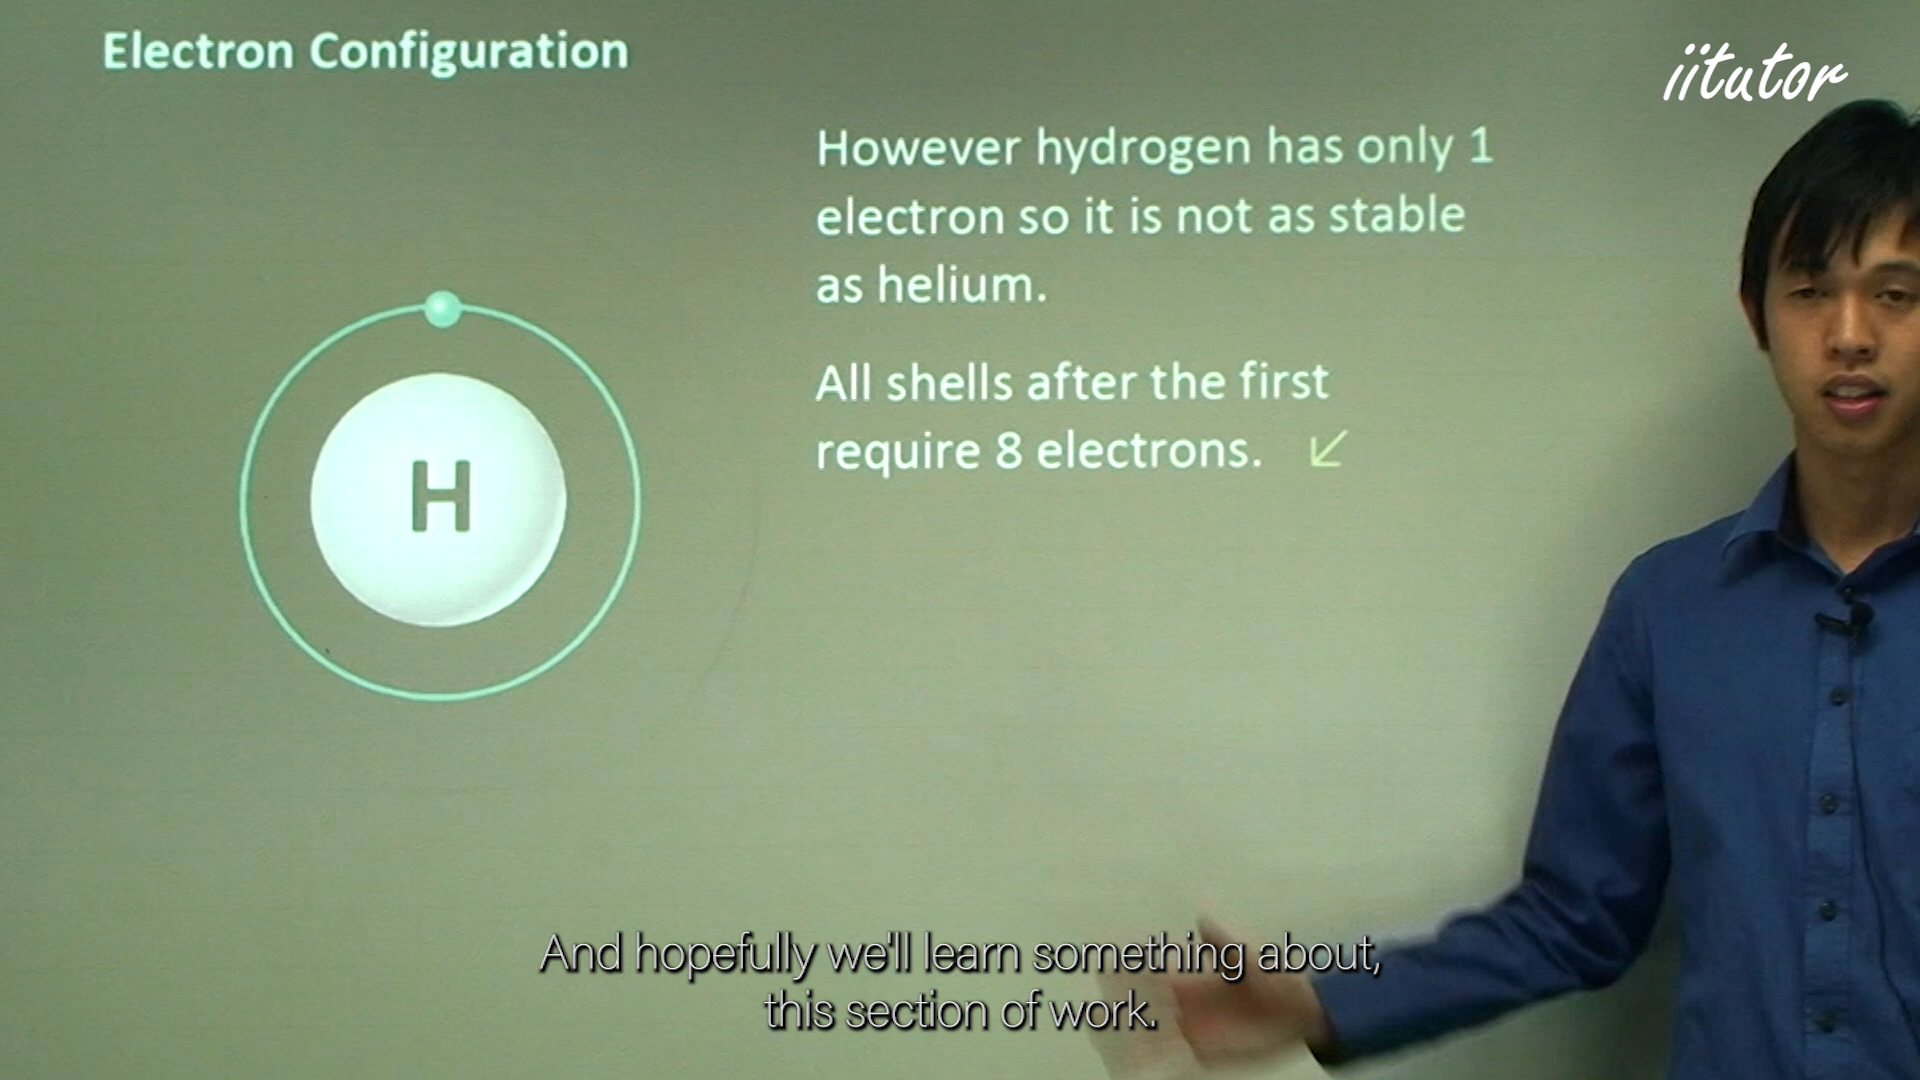 Electron Configuration
iitutor
However hydrogen has only 1
electron so it is not as stable
as helium.
All shells after the first
require 8 electrons.
H
And hopefully we'll learn something about,
this section of work.